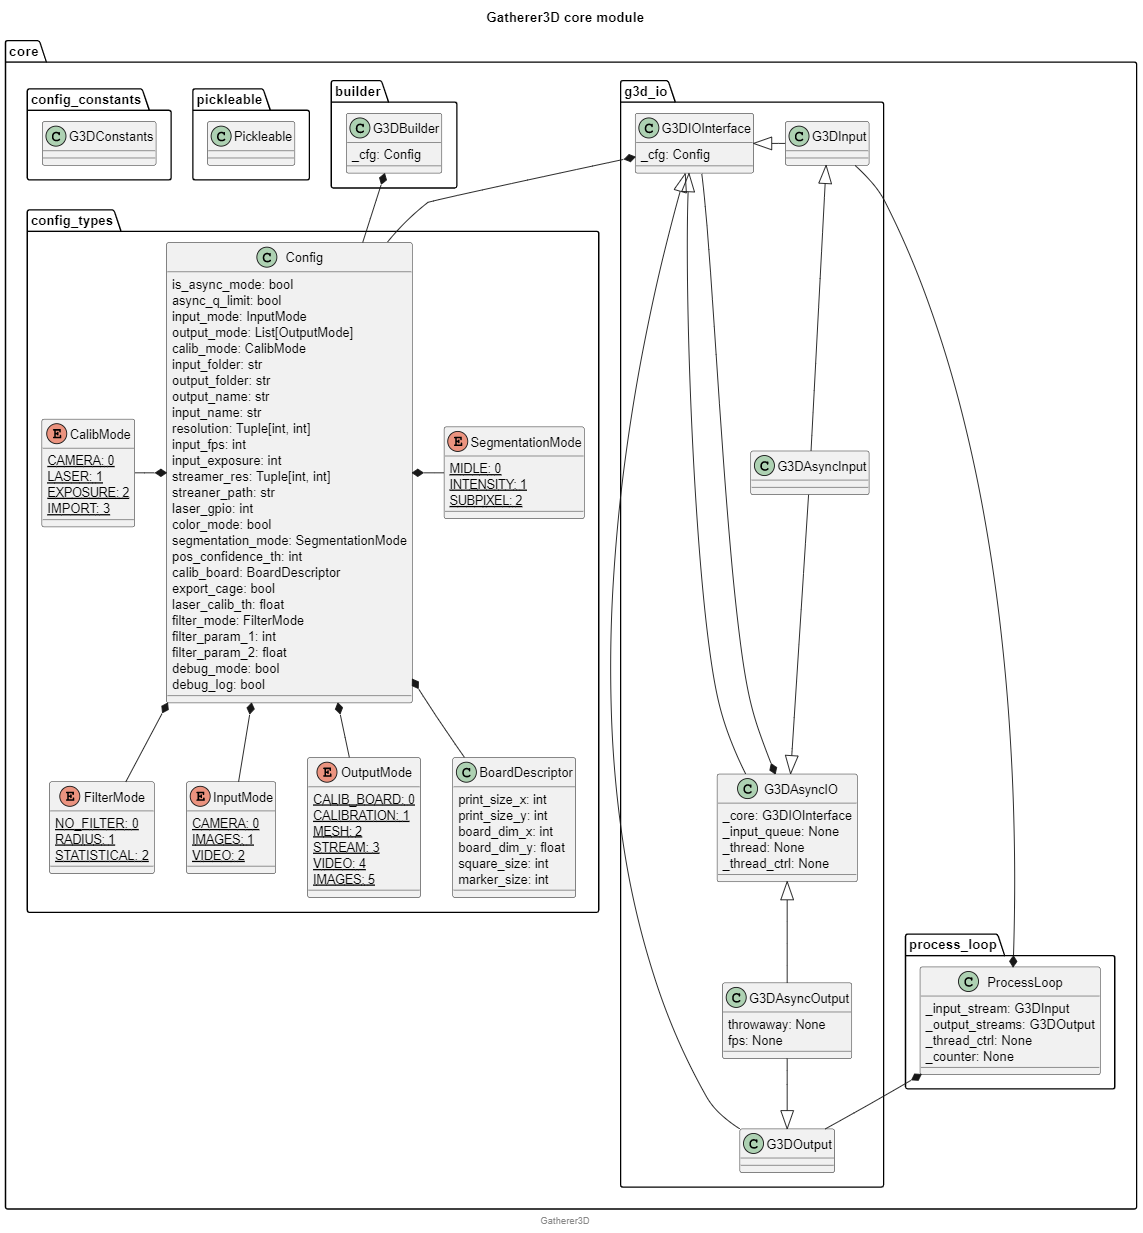 Gatherer3D core module
core
config_constants
C G3DConstants
pickleable
C Pickleable
builder
C G3DBuilder
_cfg: Config
g3d_io
C G3DIOInterface
_cfg: Config
C G3DInput
config_types
C Config
is_async_mode: bool
async_q_limit: bool
input_mode: InputMode
output_mode: List[OutputMode]
calib_mode: CalibMode
input_folder: str
output_folder: str
output_name: str
input_name: str
resolution: Tuple[int, int]
input_fps: int
input_exposure: int
streamer_res: Tuple[int, int]
streaner_path: str
laser_gpio: int
color_mode: bool
segmentation_mode: SegmentationMode
pos_confidence_th: int
calib_board: BoardDescriptor
export_cage: bool
laser_calib_th: float
filter_mode: FilterMode
filter_param_1: int
filter_param_2: float
debug_mode: bool
debug_log: bool
E CalibMode
CAMERA: 0
LASER: 1
EXPOSURE: 2
IMPORT: 3
E SegmentationMode
MIDLE: 0
INTENSITY: 1
SUBPIXEL: 2
C G3DAsyncInput
E FilterMode
NO_FILTER: 0
RADIUS: 1
STATISTICAL: 2
E InputMode
CAMERA: 0
IMAGES: 1
VIDEO: 2
E OutputMode
CALIB_BOARD: 0
CALIBRATION: 1
MESH: 2
STREAM: 3
VIDEO: 4
IMAGES: 5
C BoardDescriptor
print_size_x: int
print_size_y: int
board_dim_x: int
board_dim_y: float
square_size: int
marker_size: int
C G3DAsyncIO
_core: G3DIOInterface
_input_queue: None
_thread: None
_thread_ctrl: None
process_loop
C ProcessLoop
_input_stream: G3DInput
_output_streams: G3DOutput
_thread_ctrl: None
_counter: None
C G3DAsyncOutput
throwaway: None
fps: None
C G3DOutput
Gatherer3D